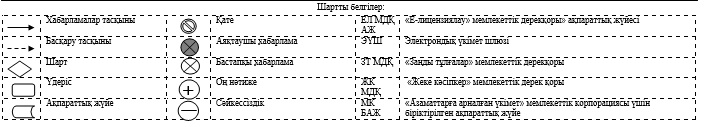 Шартты белгілер:
Хабарламалар тасқыны Қате ЕЛ МДҚ АЖ «Е-лицензиялау» мемлекеттік дерекқоры» ақпараттық жүйесі
Басқару тасқыны Аяқтаушы хабарлама ЭҮШ Электрондық үкімет шлюзі
Шарт Бастапқы хабарлама ЗТ МДҚ «Заңды тұлғалар» мемлекеттік дерекқоры
Үдеріс Оң нәтиже ЖК МДҚ «Жеке кәсіпкер» мемлекеттік дерек қоры
Ақпараттық жүйе Сәйкессіздік МК БАЖ «Азаматтарға арналған үкімет» мемлекеттік корпорациясы үшін
біріктірілген ақпараттық жүйе